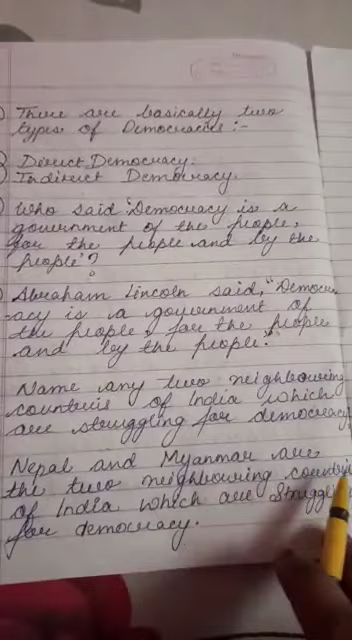 There are basically two
types of Democracies :-
Direct Democracy.
Indirect Democracy.
Who said "Democracy is a
government of the people,
for the people and by the
people"?
Abraham Lincoln said, "Democr-
acy is a government of
the people, for the people
and by the people."
Name any two neighbouring
countries of India which
are struggling for democracy
Nepal and Myanmar are
the two neighbouring countri
of India which are struggli
for democracy.